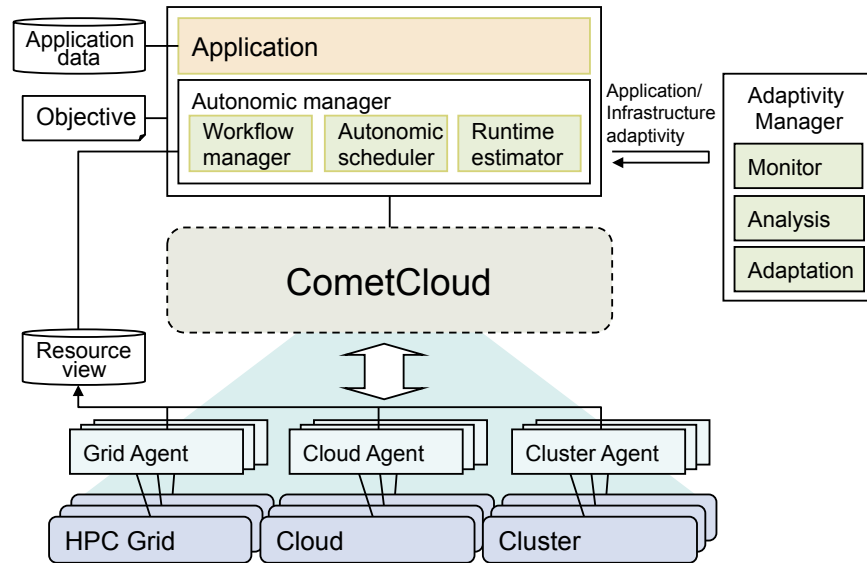 Application
data
Application
Objective
Autonomic manager
Workflow
manager
Autonomic
scheduler
Runtime
estimator
Application/
Infrastructure
adaptivity
Adaptivity
Manager
Monitor
Analysis
Adaptation
CometCloud
Resource
view
Grid Agent
Cloud Agent
Cluster Agent
HPC Grid
Cloud
Cluster